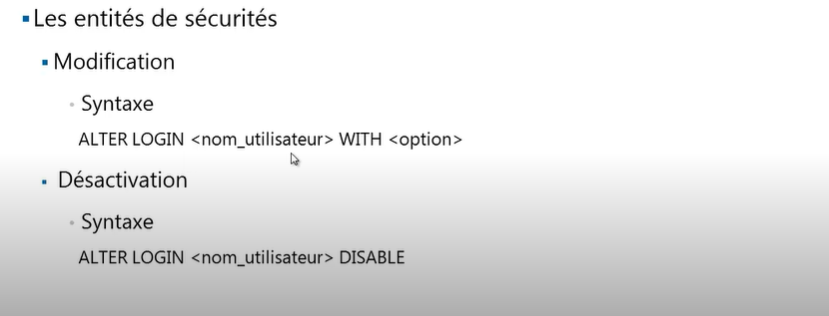 Les entités de sécurités
Modification
Syntaxe
ALTER LOGIN <nom_utilisateur> WITH <option>
Désactivation
Syntaxe
ALTER LOGIN <nom_utilisateur> DISABLE